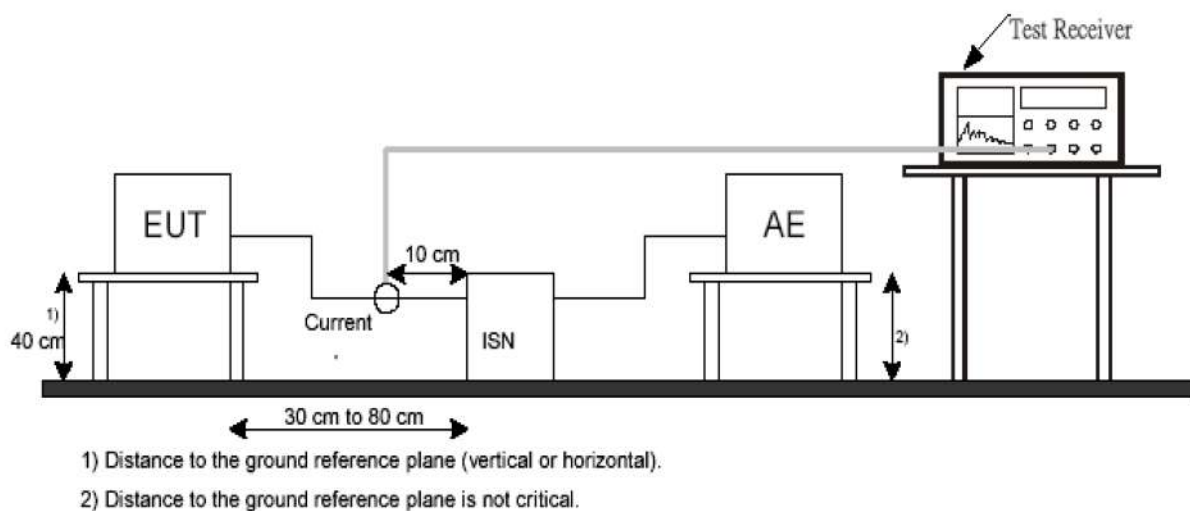 Test Receiver
EUT
AE
10 cm
1)
40 cm
Current
ISN
2)
30 cm to 80 cm
1) Distance to the ground reference plane (vertical or horizontal).
2) Distance to the ground reference plane is not critical.